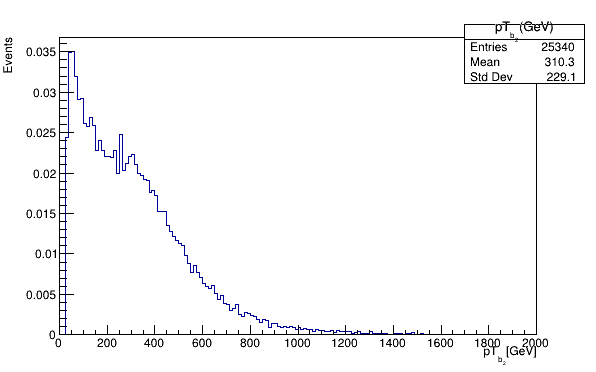 pT_b₂(GeV)
Entries 25340
Mean 310.3
Std Dev 229.1
Events
0.035
0.03
0.025
0.02
0.015
0.01
0.005
0
0 200 400 600 800 1000 1200 1400 1600 1800 2000
pT_b₂[GeV]